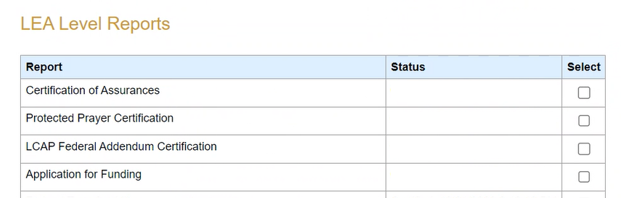 LEA Level Reports
Report Status Select
Certification of Assurances
Protected Prayer Certification
LCAP Federal Addendum Certification
Application for Funding